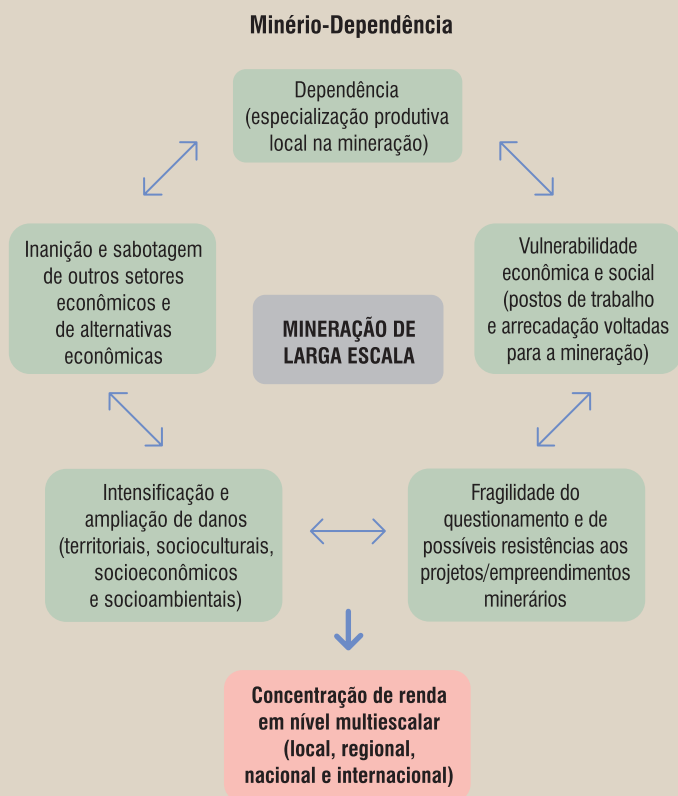 Minério-Dependência
Dependência
(especialização produtiva
local na mineração)
Inanição e sabotagem
de outros setores
econômicos e
de alternativas
econômicas
Vulnerabilidade
econômica e social
(postos de trabalho
e arrecadação voltadas
para a mineração)
MINERAÇÃO DE
LARGA ESCALA
Intensificação e
ampliação de danos
(territoriais, socioculturais,
socioeconômicos
e socioambientais)
Fragilidade do
questionamento e de
possíveis resistências aos
projetos/empreendimentos
minerários
Concentração de renda
em nível multiescalar
(local, regional,
nacional e internacional)